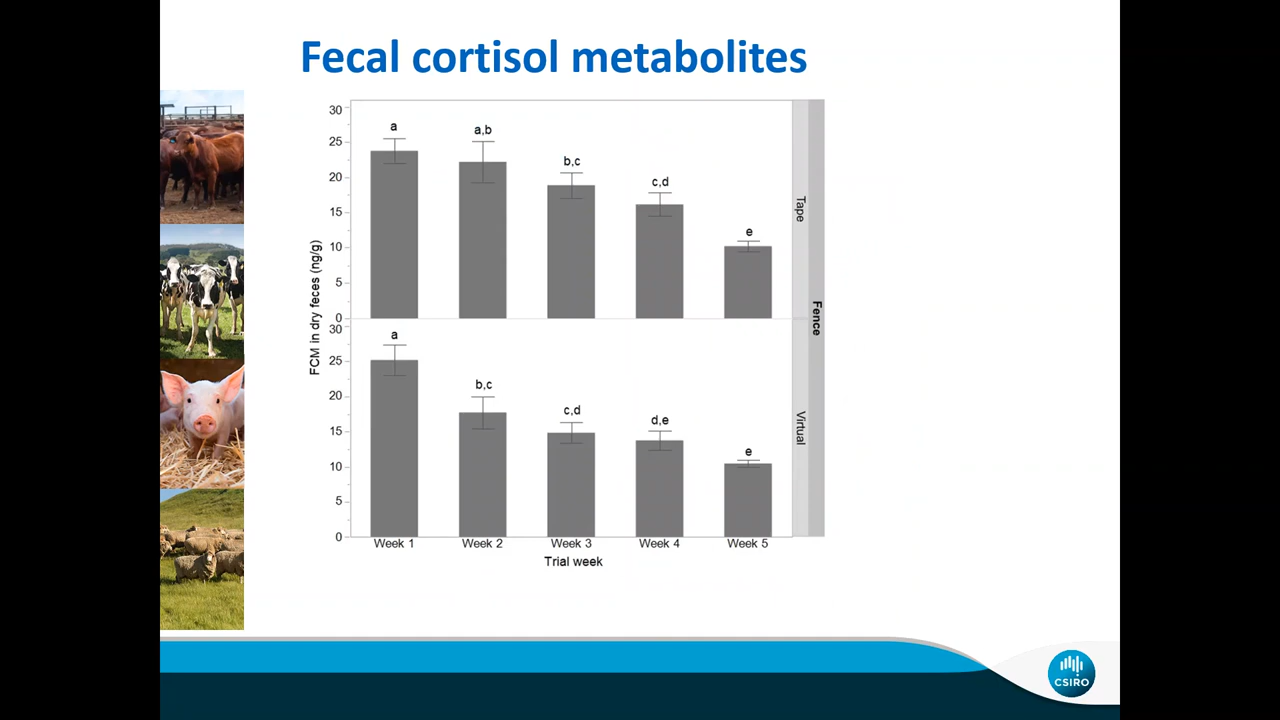 Fecal cortisol metabolites
FCM in dry feces (ng/g)
30
25
20
15
10
5
0
a
a,b
b,c
c,d
e
Tape
30
25
20
15
10
5
0
a
b,c
c,d
d,e
e
Virtual
Fence
Week 1 Week 2 Week 3 Week 4 Week 5
Trial week
CSIRO